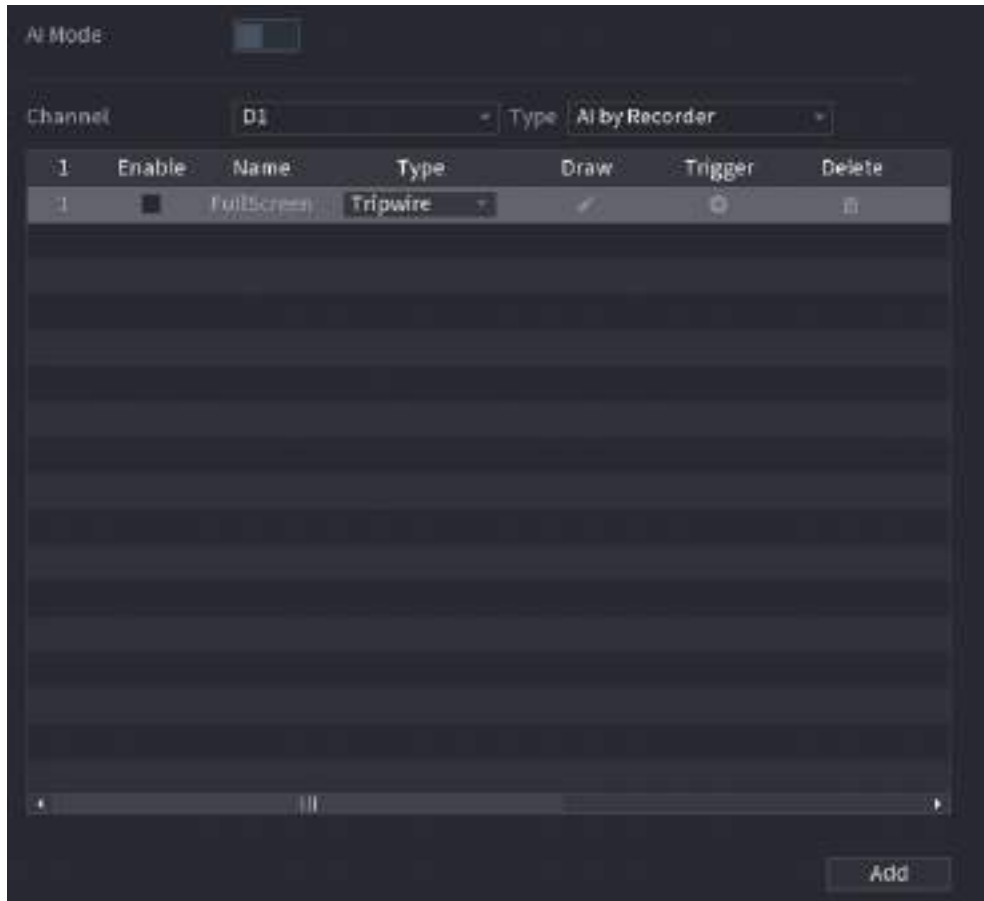 AI Mode
Channel D1 Type AI by Recorder
1 Enable Name Type Draw Trigger Delete
1 FullScreen Tripwire
Add